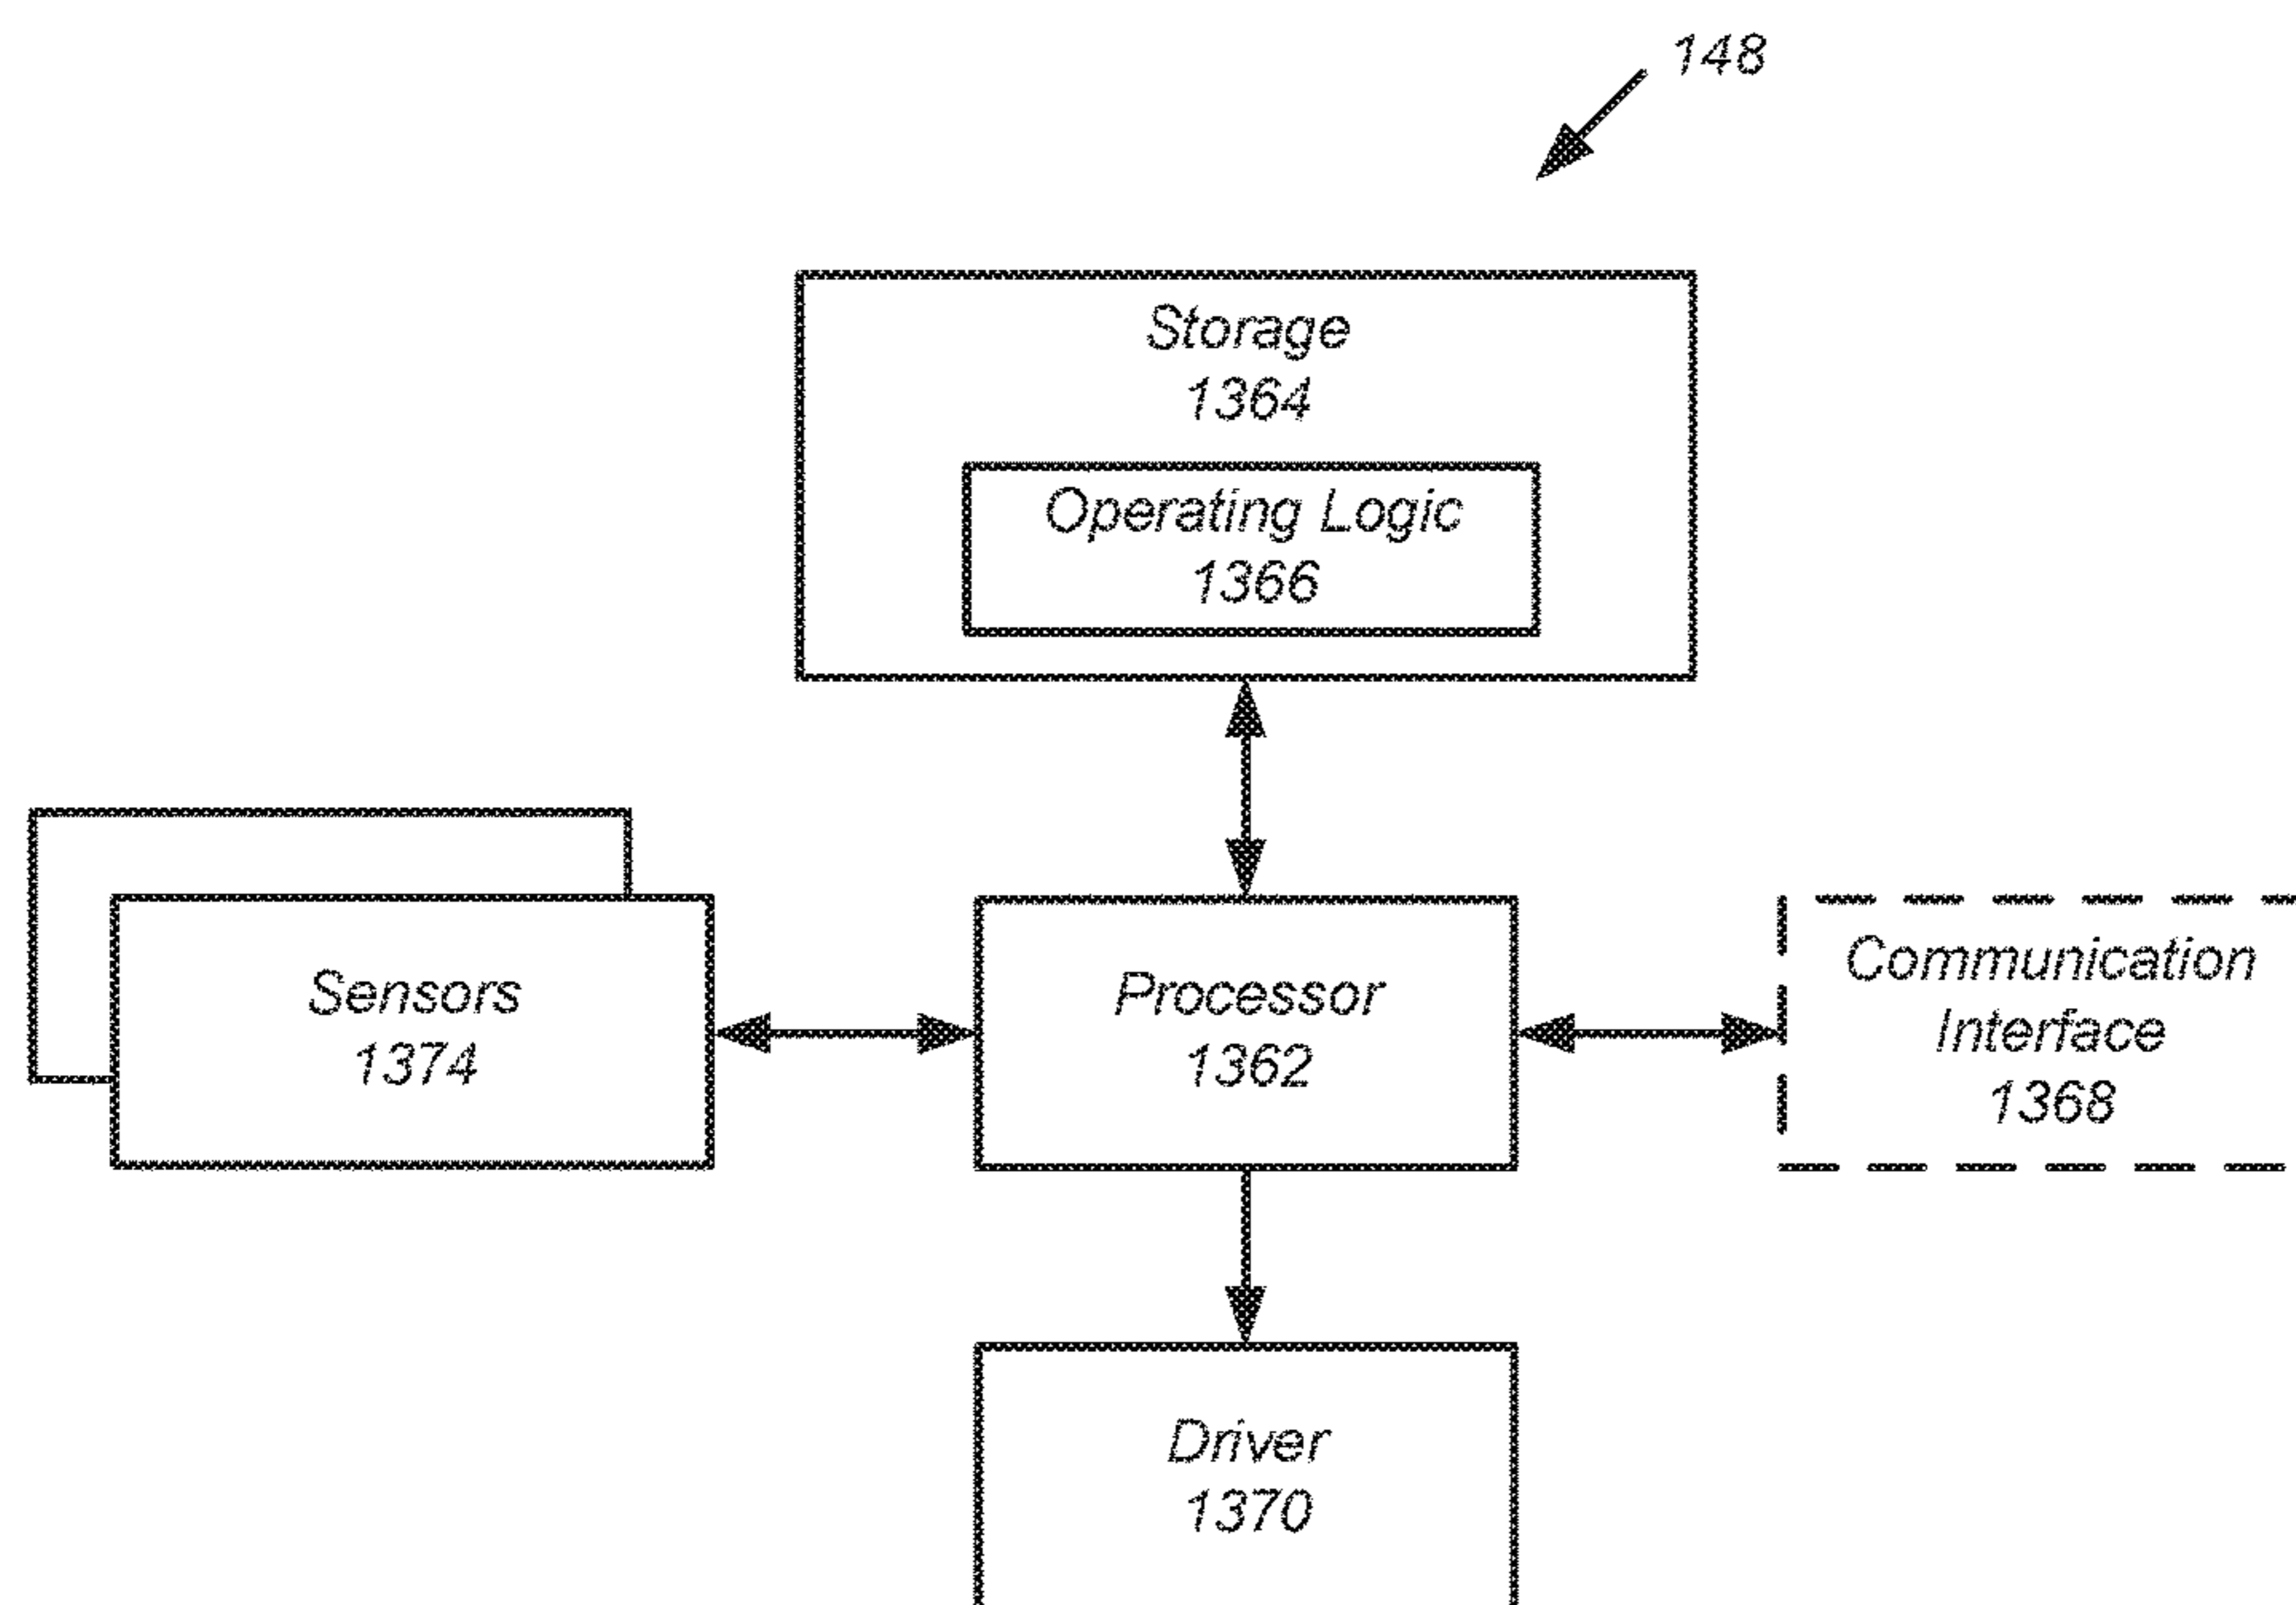 148
Storage
1364
Operating Logic
1366
Sensors
1374
Processor
1362
Communication
Interface
1368
Driver
1370